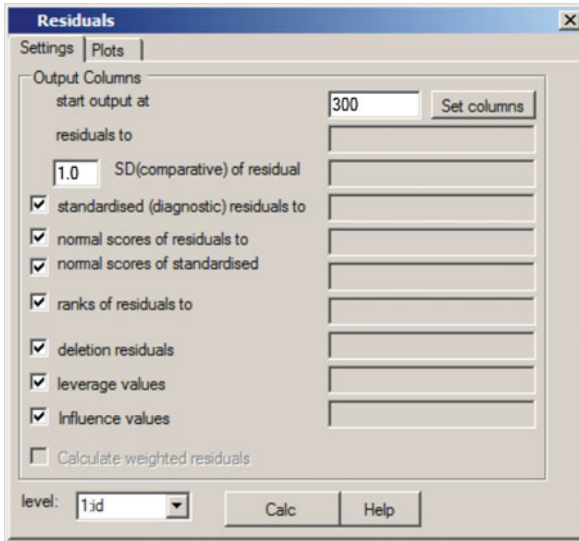 Residuals
Settings Plots
Output Columns
start output at 300 Set columns
residuals to
1.0 SD(comparative) of residual
standardised (diagnostic) residuals to
normal scores of residuals to
normal scores of standardised
ranks of residuals to
deletion residuals
leverage values
Influence values
Calculate weighted residuals
level: 1:id Calc Help